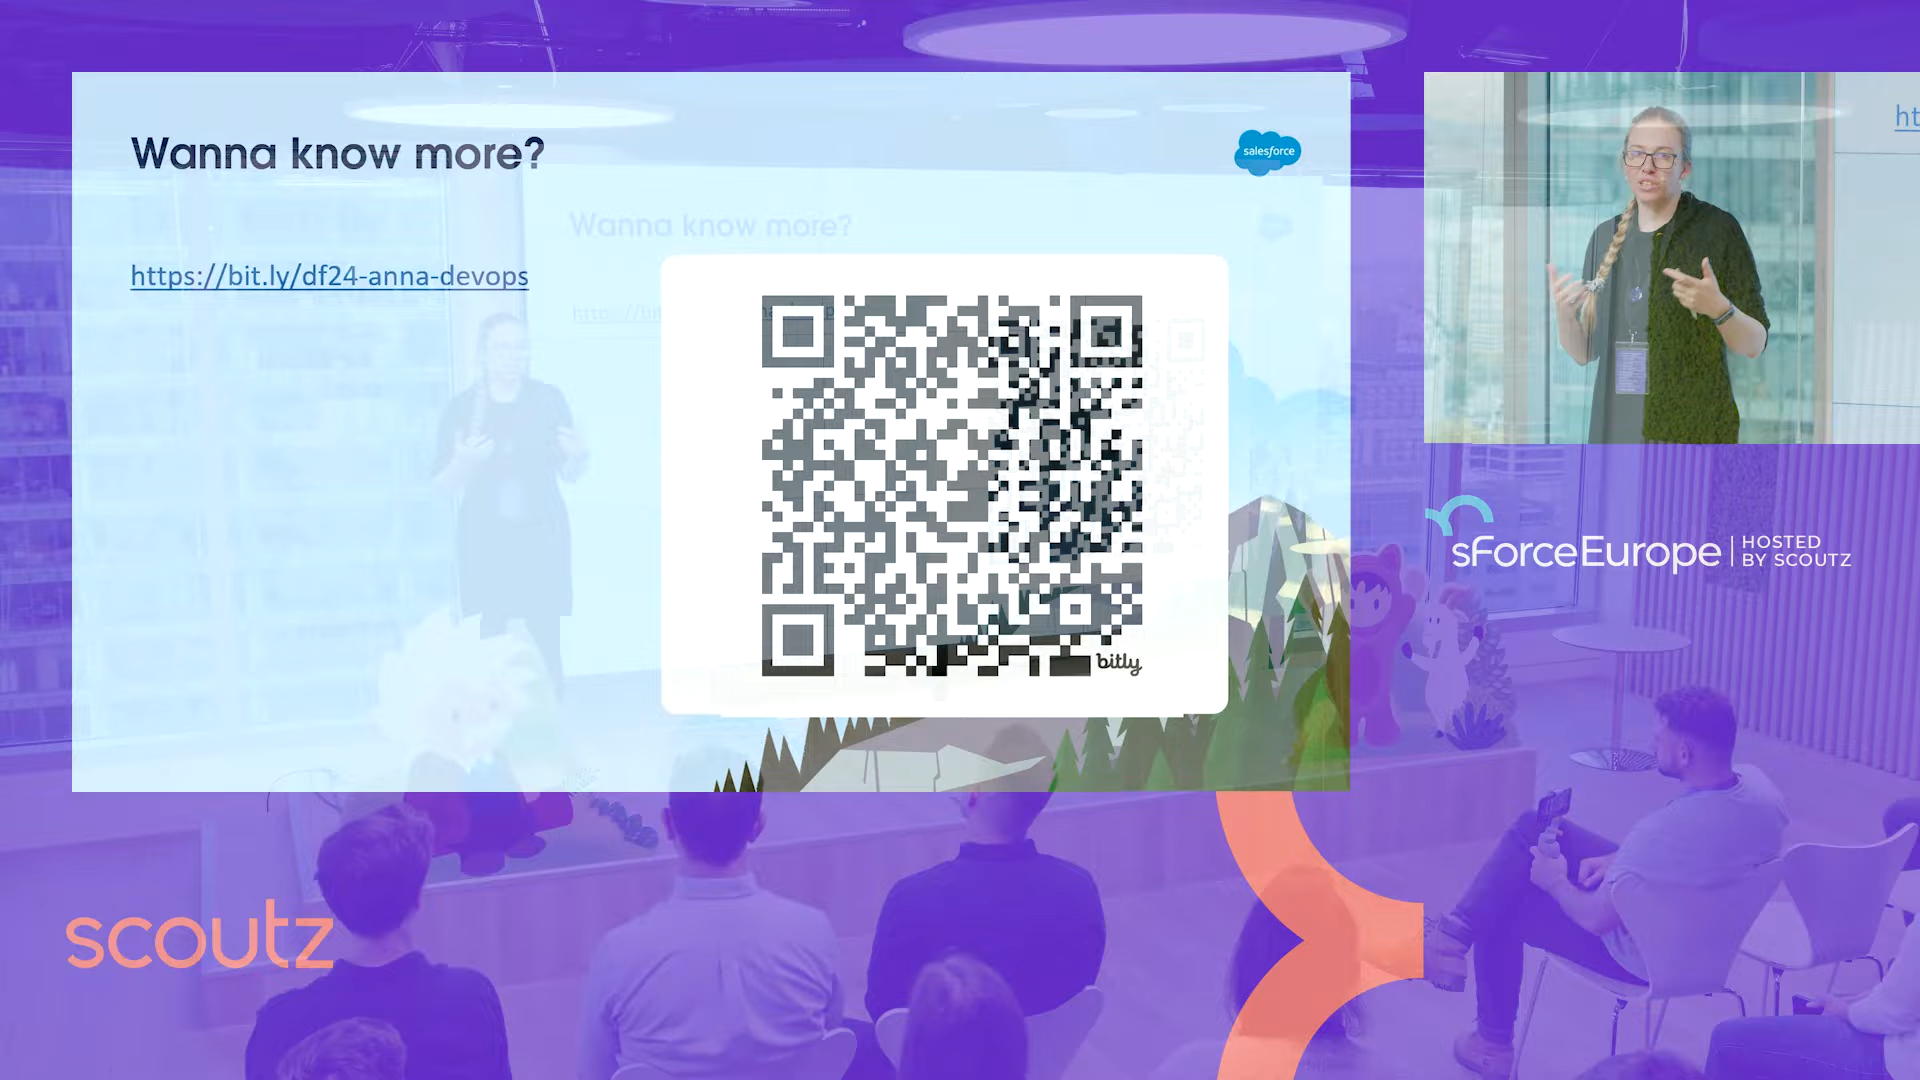 Wanna know more?
salesforce
https://bit.ly/df24-anna-devops
Wanna know more?
bitly
ht
sForceEurope
HOSTED
BY SCOUTZ
scoutz